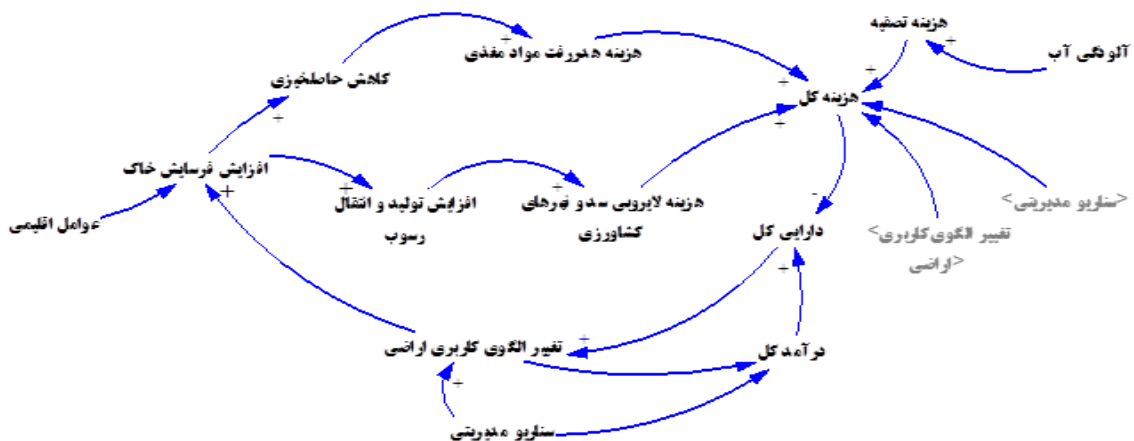 هزینه تصفیه
آلودگی آب
هزینه هدررفت مواد مغذی
کاهش حاصلخیزی
هزینه کل
افزایش فرسایش خاک
عوامل اقلیمی
افزایش تولید و انتقال
رسوب
هزینه لایروبی سد و نهرهای
کشاورزی
<سناریو مدیریتی>
دارایی کل
<تغییر الگوی کاربری
اراضی>
تغییر الگوی کاربری اراضی
درآمد کل
سناریو مدیریتی